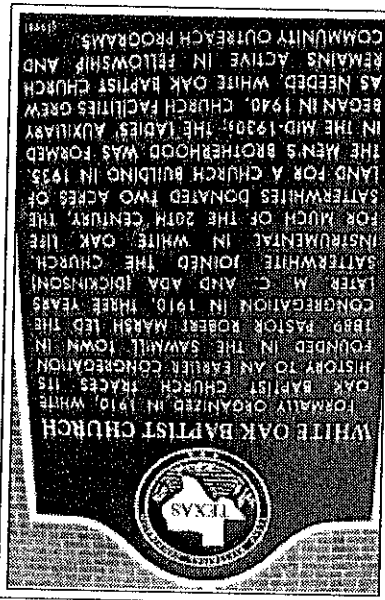 TEXAS
WHITE OAK BAPTIST CHURCH
FORMALLY ORGANIZED IN 1910, WHITE
OAK BAPTIST CHURCH TRACES ITS
HISTORY TO AN EARLIER CONGREGATION
FOUNDED IN THE SAWMILL TOWN IN
1889. PASTOR ROBERT MARSH LED THE
CONGREGATION IN 1910. THREE YEARS
LATER M. C. AND ADA (DICKINSON)
SATTERWHITE JOINED THE CHURCH.
INSTRUMENTAL IN WHITE OAK LIFE
FOR MUCH OF THE 20TH CENTURY, THE
SATTERWHITES DONATED TWO ACRES OF
LAND FOR A CHURCH BUILDING IN 1935.
THE MEN'S BROTHERHOOD WAS FORMED
IN THE MID-1930s; THE LADIES AUXILIARY
BEGAN IN 1940. CHURCH FACILITIES GREW
AS NEEDED. WHITE OAK BAPTIST CHURCH
REMAINS ACTIVE IN FELLOWSHIP AND
COMMUNITY OUTREACH PROGRAMS.